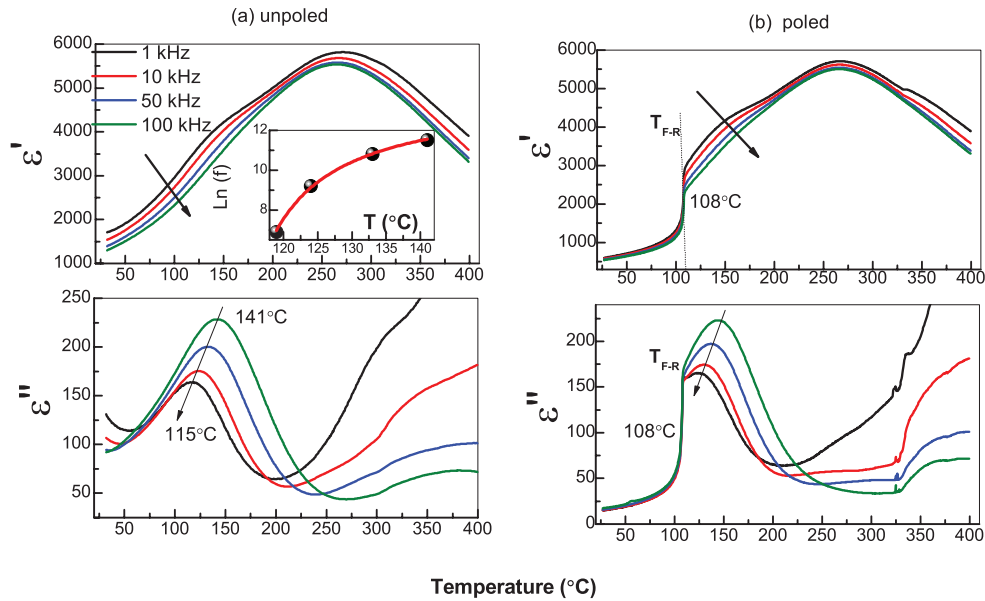 (a) unpoled
(b) poled
6000
5000
4000
3000
2000
1000
ε'
1 kHz
10 kHz
50 kHz
100 kHz
12
11
10
9
8
Ln (f)
T (°C)
120 125 130 135 140
50 100 150 200 250 300 350 400
6000
5000
4000
3000
2000
1000
ε'
T_F-R
108°C
50 100 150 200 250 300 350 400
250
200
150
100
50
ε"
141°C
115°C
50 100 150 200 250 300 350 400
250
200
150
100
50
0
ε"
T_F-R
108°C
50 100 150 200 250 300 350 400
Temperature (°C)